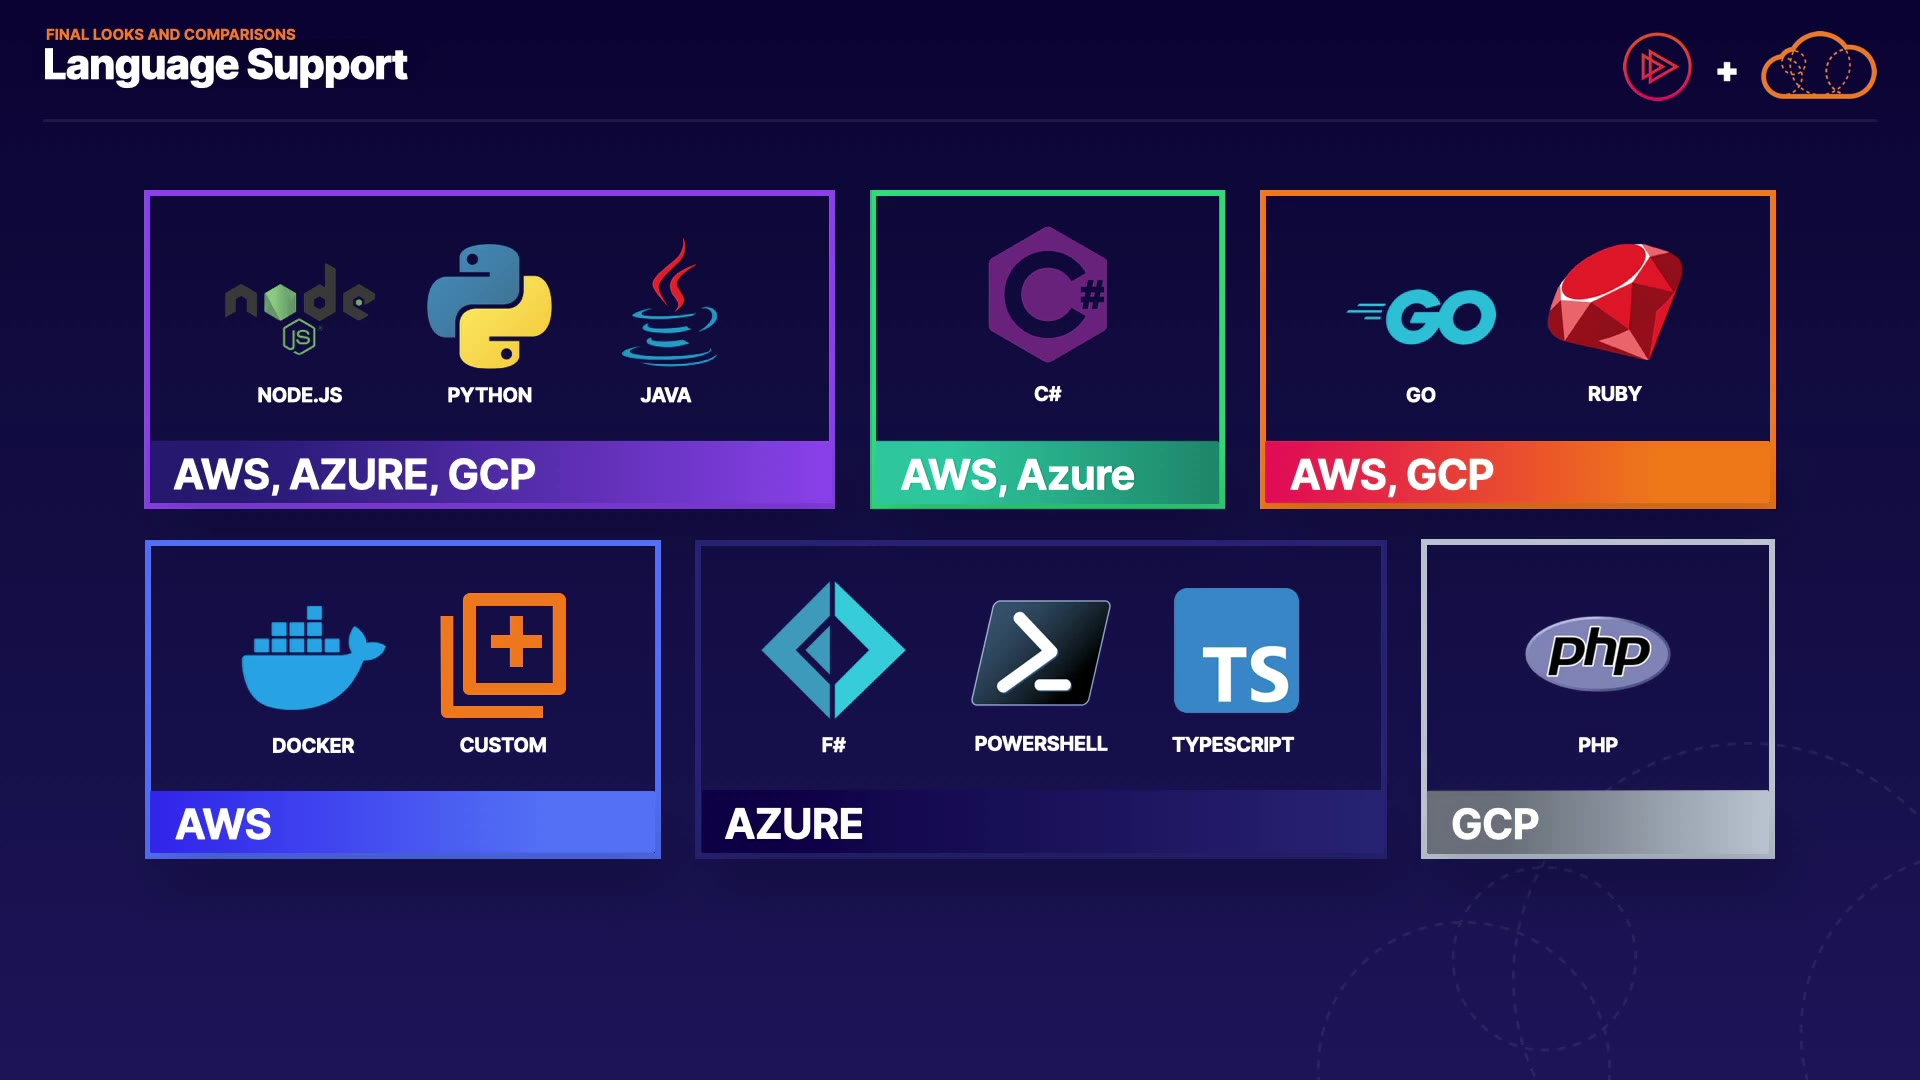 FINAL LOOKS AND COMPARISONS
Language Support
node
JS
NODE.JS
PYTHON
JAVA
AWS, AZURE, GCP
C#
C#
AWS, Azure
GO
GO
RUBY
AWS, GCP
DOCKER
CUSTOM
AWS
F#
POWERSHELL
TS
TYPESCRIPT
AZURE
php
PHP
GCP